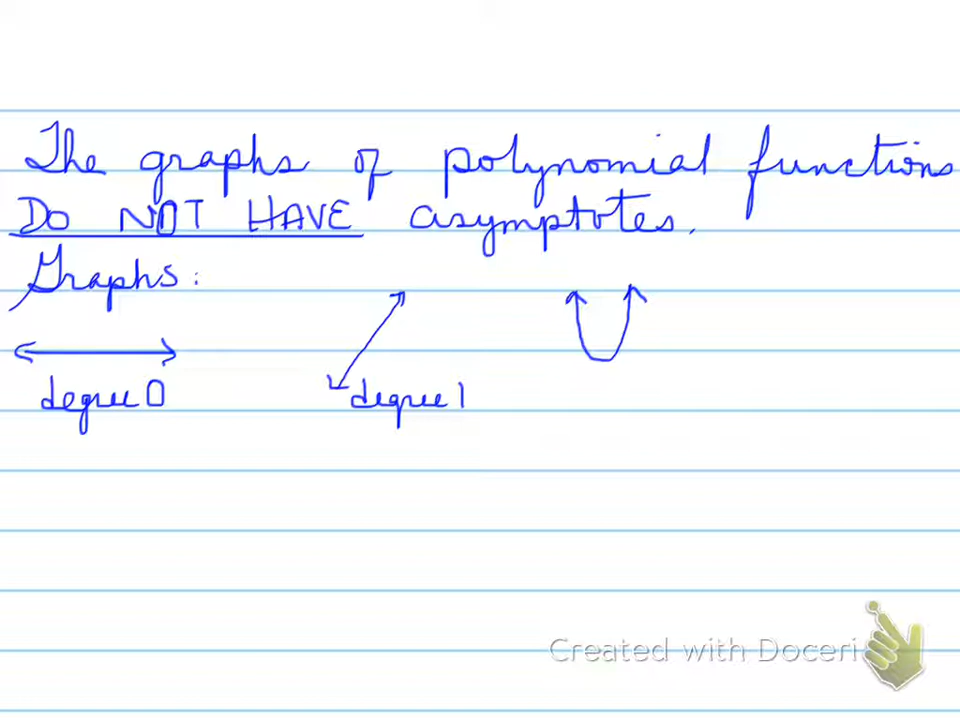 The graphs of polynomial functions
DO NOT HAVE asymptotes.
Graphs:
degree 0 degree 1
Created with Doceri